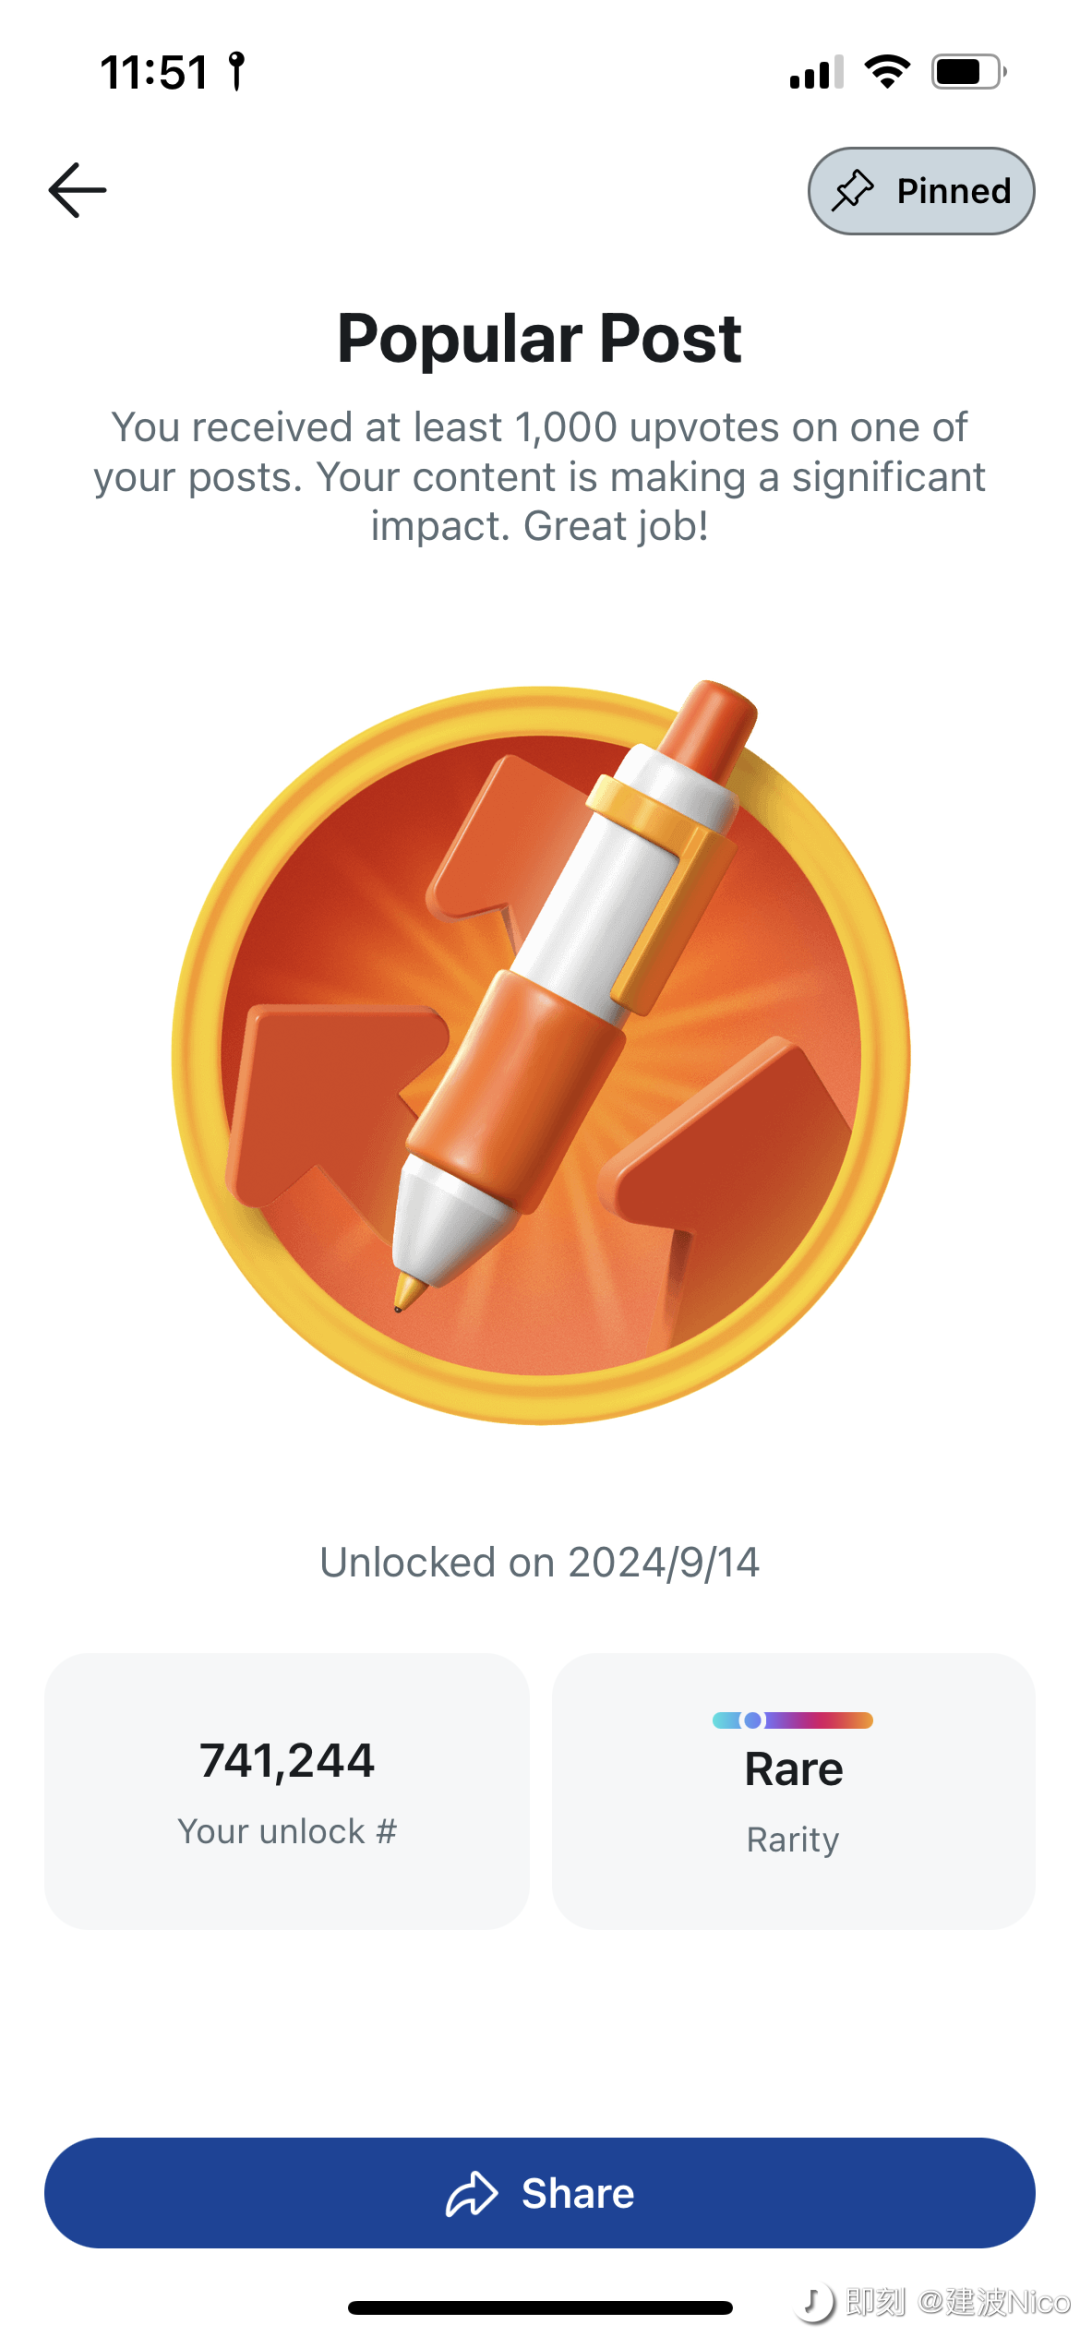 11:51
Pinned
Popular Post
You received at least 1,000 upvotes on one of
your posts. Your content is making a significant
impact. Great job!
Unlocked on 2024/9/14
741,244
Your unlock #
Rare
Rarity
Share
即刻 @建波Nico